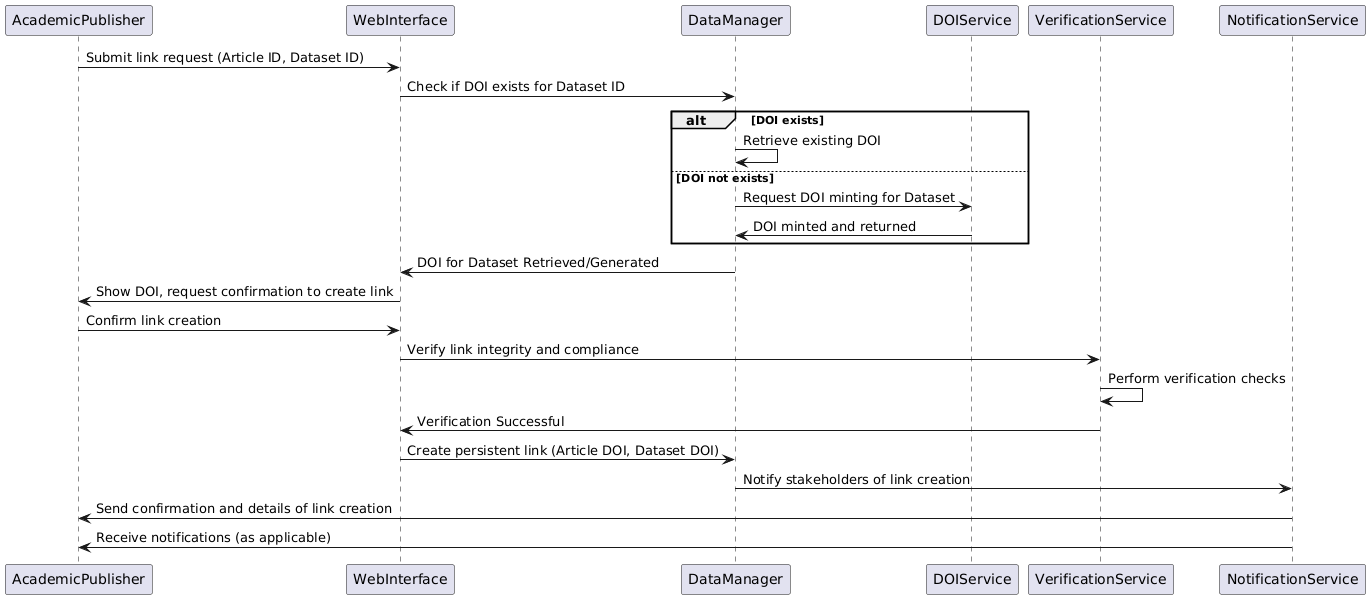 AcademicPublisher WebInterface DataManager DOIService VerificationService NotificationService
Submit link request (Article ID, Dataset ID)
Check if DOI exists for Dataset ID
alt [DOI exists]
Retrieve existing DOI
[DOI not exists]
Request DOI minting for Dataset
DOI minted and returned
DOI for Dataset Retrieved/Generated
Show DOI, request confirmation to create link
Confirm link creation
Verify link integrity and compliance
Perform verification checks
Verification Successful
Create persistent link (Article DOI, Dataset DOI)
Notify stakeholders of link creation
Send confirmation and details of link creation
Receive notifications (as applicable)
AcademicPublisher WebInterface DataManager DOIService VerificationService NotificationService